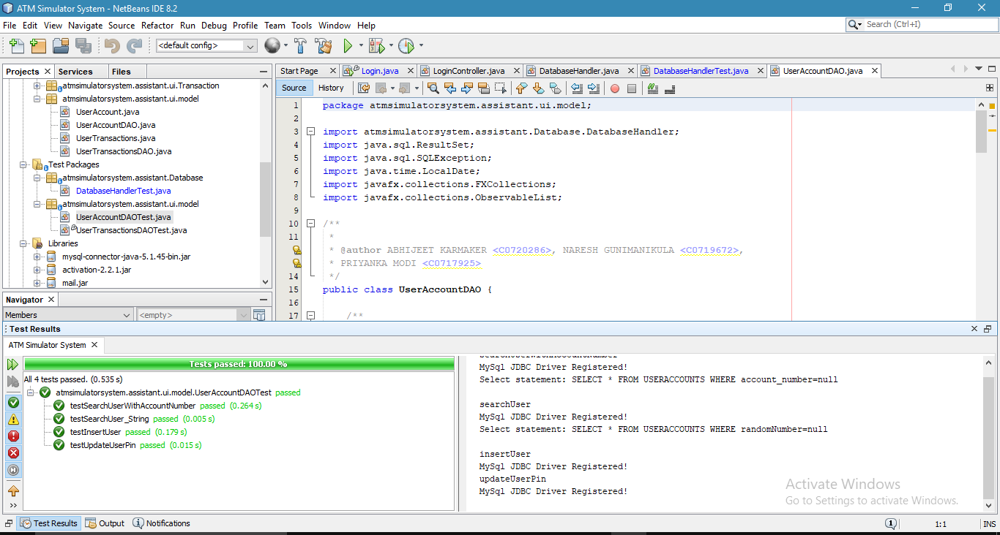 ATM Simulator System - NetBeans IDE 8.2
File Edit View Navigate Source Refactor Run Debug Profile Team Tools Window Help
Search (Ctrl+I)
<default config>
Projects Services Files
atmsimulatorsystem.assistant.ui.Transaction
atmsimulatorsystem.assistant.ui.model
UserAccount.java
UserAccountDAO.java
UserTransactions.java
UserTransactionsDAO.java
Test Packages
atmsimulatorsystem.assistant.Database
DatabaseHandlerTest.java
atmsimulatorsystem.assistant.ui.model
UserAccountDAOTest.java
UserTransactionsDAOTest.java
Libraries
mysql-connector-java-5.1.45-bin.jar
activation-2.2.1.jar
mail.jar
Navigator
Members <empty>
Start Page Login.java LoginController.java DatabaseHandler.java DatabaseHandlerTest.java UserAccountDAO.java
Source History
1 package atmsimulatorsystem.assistant.ui.model;
2
3 import atmsimulatorsystem.assistant.Database.DatabaseHandler;
4 import java.sql.ResultSet;
5 import java.sql.SQLException;
6 import java.time.LocalDate;
7 import javafx.collections.FXCollections;
8 import javafx.collections.ObservableList;
9
10 /**
11 *
* @author ABHIJEET KARMAKER <C0720286>, NARESH GUNIMANIKULA <C0719672>,
* PRIYANKA MODI <C0717925>
14 */
15 public class UserAccountDAO {
16
17 /**
Test Results
ATM Simulator System
Tests passed: 100.00 %
All 4 tests passed. (0.535 s)
atmsimulatorsystem.assistant.ui.model.UserAccountDAOTest passed
testSearchUserWithAccountNumber passed (0.264 s)
testSearchUser_String passed (0.005 s)
testInsertUser passed (0.179 s)
testUpdateUserPin passed (0.015 s)
searchUserWithAccountNumber
MySql JDBC Driver Registered!
Select statement: SELECT * FROM USERACCOUNTS WHERE account_number=null
searchUser
MySql JDBC Driver Registered!
Select statement: SELECT * FROM USERACCOUNTS WHERE randomNumber=null
insertUser
MySql JDBC Driver Registered!
updateUserPin
MySql JDBC Driver Registered!
Activate Windows
Go to Settings to activate Windows.
Test Results Output Notifications
1 1:1 INS